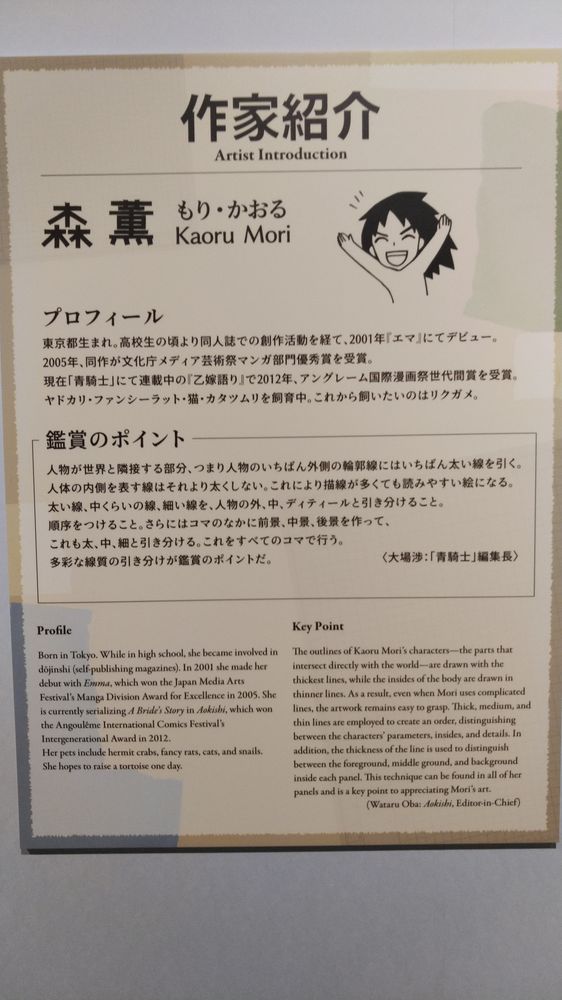 作家紹介
Artist Introduction
森 薫 もり・かおる
Kaoru Mori
プロフィール
東京都生まれ。高校生の頃より同人誌での創作活動を経て、2001年『エマ』にてデビュー。
2005年、同作が文化庁メディア芸術祭マンガ部門優秀賞を受賞。
現在「青騎士」にて連載中の『乙嫁語り』で2012年、アングレーム国際漫画祭世代間賞を受賞。
ヤドカリ・ファンシーラット・猫・カタツムリを飼育中。これから飼いたいのはリクガメ。
鑑賞のポイント
人物が世界と隣接する部分、つまり人物のいちばん外側の輪郭線にはいちばん太い線を引く。
人体の内側を表す線はそれより太くしない。これにより描線が多くても読みやすい絵になる。
太い線、中くらいの線、細い線を、人物の外、中、ディティールと引き分けること。
順序をつけること。さらにはコマのなかに前景、中景、後景を作って、
これも太、中、細と引き分ける。これをすべてのコマで行う。
多彩な線質の引き分けが鑑賞のポイントだ。 〈大場渉:「青騎士」編集長〉
Profile
Born in Tokyo. While in high school, she became involved in
dōjinshi (self-publishing magazines). In 2001 she made her
debut with Emma, which won the Japan Media Arts
Festival's Manga Division Award for Excellence in 2005. She
is currently serializing A Bride's Story in Aokishi, which won
the Angoulême International Comics Festival's
Intergenerational Award in 2012.
Her pets include hermit crabs, fancy rats, cats, and snails.
She hopes to raise a tortoise one day.
Key Point
The outlines of Kaoru Mori's characters—the parts that
intersect directly with the world—are drawn with the
thickest lines, while the insides of the body are drawn in
thinner lines. As a result, even when Mori uses complicated
lines, the artwork remains easy to grasp. Thick, medium, and
thin lines are employed to create an order, distinguishing
between the characters' parameters, insides, and details. In
addition, the thickness of the line is used to distinguish
between the foreground, middle ground, and background
inside each panel. This technique can be found in all of her
panels and is a key point to appreciating Mori's art.
(Wataru Oba: Aokishi, Editor-in-Chief)